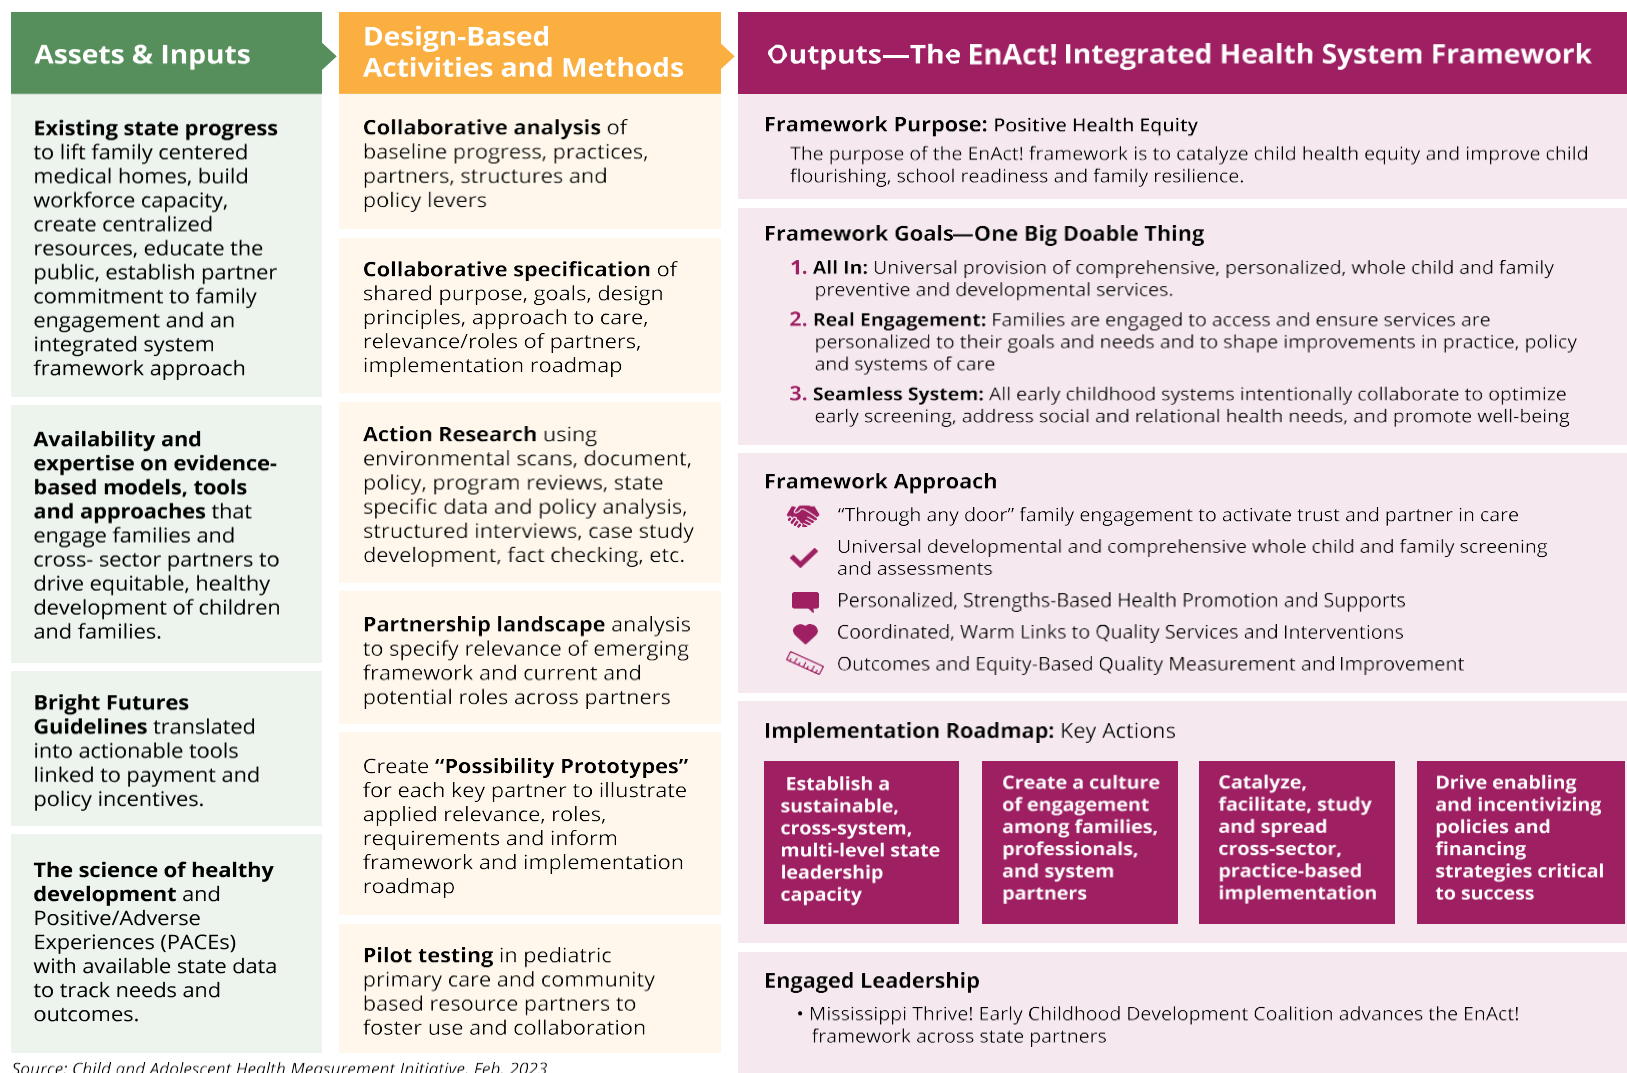 Assets & Inputs
Existing state progress
to lift family centered
medical homes, build
workforce capacity,
create centralized
resources, educate the
public, establish partner
commitment to family
engagement and an
integrated system
framework approach
Availability and
expertise on evidence-
based models, tools
and approaches that
engage families and
cross- sector partners to
drive equitable, healthy
development of children
and families.
Bright Futures
Guidelines translated
into actionable tools
linked to payment and
policy incentives.
The science of healthy
development and
Positive/Adverse
Experiences (PACEs)
with available state data
to track needs and
outcomes.
Design-Based
Activities and Methods
Collaborative analysis of
baseline progress, practices,
partners, structures and
policy levers
Collaborative specification of
shared purpose, goals, design
principles, approach to care,
relevance/roles of partners,
implementation roadmap
Action Research using
environmental scans, document,
policy, program reviews, state
specific data and policy analysis,
structured interviews, case study
development, fact checking, etc.
Partnership landscape analysis
to specify relevance of emerging
framework and current and
potential roles across partners
Create “Possibility Prototypes”
for each key partner to illustrate
applied relevance, roles,
requirements and inform
framework and implementation
roadmap
Pilot testing in pediatric
primary care and community
based resource partners to
foster use and collaboration
Outputs—The EnAct! Integrated Health System Framework
Framework Purpose: Positive Health Equity
The purpose of the EnAct! framework is to catalyze child health equity and improve child
flourishing, school readiness and family resilience.
Framework Goals—One Big Doable Thing
1. All In: Universal provision of comprehensive, personalized, whole child and family
preventive and developmental services.
2. Real Engagement: Families are engaged to access and ensure services are
personalized to their goals and needs and to shape improvements in practice, policy
and systems of care
3. Seamless System: All early childhood systems intentionally collaborate to optimize
early screening, address social and relational health needs, and promote well-being
Framework Approach
“Through any door” family engagement to activate trust and partner in care
Universal developmental and comprehensive whole child and family screening
and assessments
Personalized, Strengths-Based Health Promotion and Supports
Coordinated, Warm Links to Quality Services and Interventions
Outcomes and Equity-Based Quality Measurement and Improvement
Implementation Roadmap: Key Actions
Establish a
sustainable,
cross-system,
multi-level state
leadership
capacity
Create a culture
of engagement
among families,
professionals,
and system
partners
Catalyze,
facilitate, study
and spread
cross-sector,
practice-based
implementation
Drive enabling
and incentivizing
policies and
financing
strategies critical
to success
Engaged Leadership
• Mississippi Thrive! Early Childhood Development Coalition advances the EnAct!
framework across state partners
Source: Child and Adolescent Health Measurement Initiative, Feb. 2023